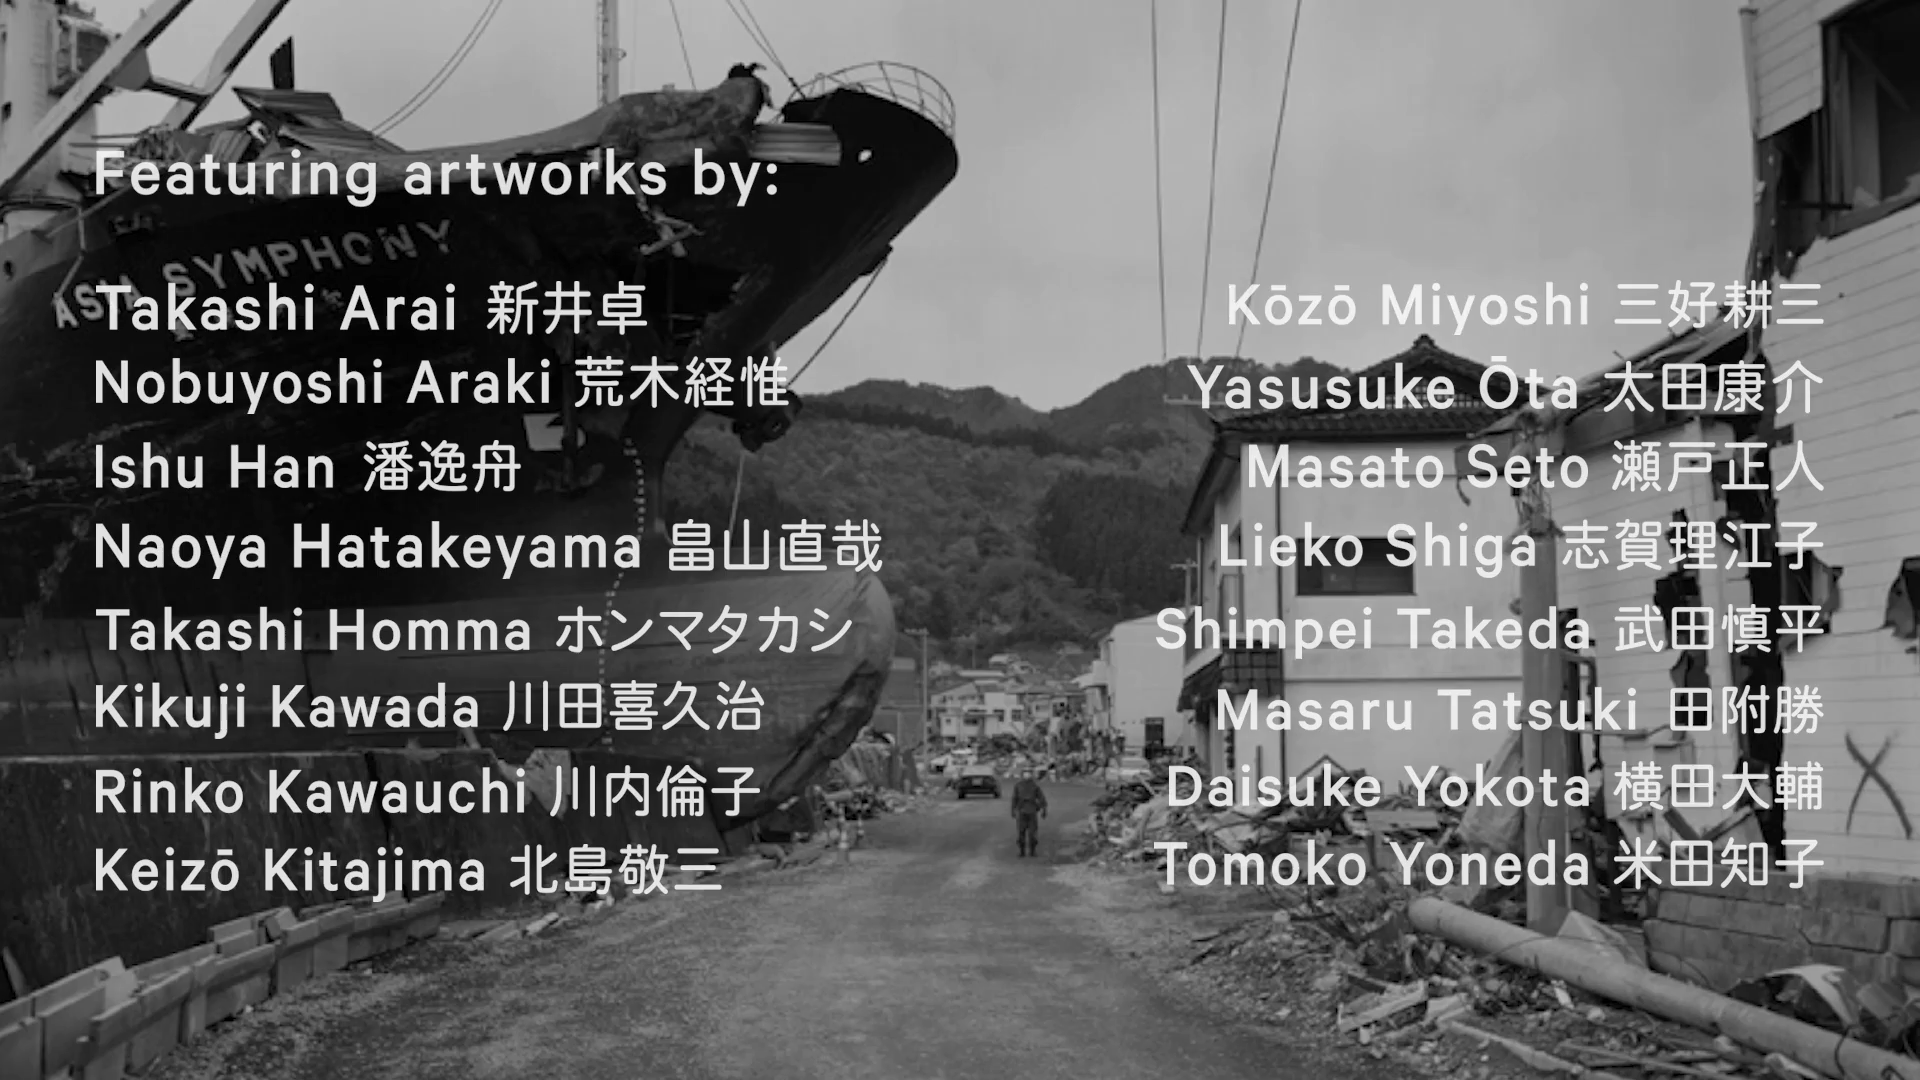 Featuring artworks by:
ASIA SYMPHONY
Takashi Arai 新井卓
Nobuyoshi Araki 荒木経惟
Ishu Han 潘逸舟
Naoya Hatakeyama 畠山直哉
Takashi Homma ホンマタカシ
Kikuji Kawada 川田喜久治
Rinko Kawauchi 川内倫子
Keizō Kitajima 北島敬三
Kōzō Miyoshi 三好耕三
Yasusuke Ōta 太田康介
Masato Seto 瀬戸正人
Lieko Shiga 志賀理江子
Shimpei Takeda 武田慎平
Masaru Tatsuki 田附勝
Daisuke Yokota 横田大輔
Tomoko Yoneda 米田知子